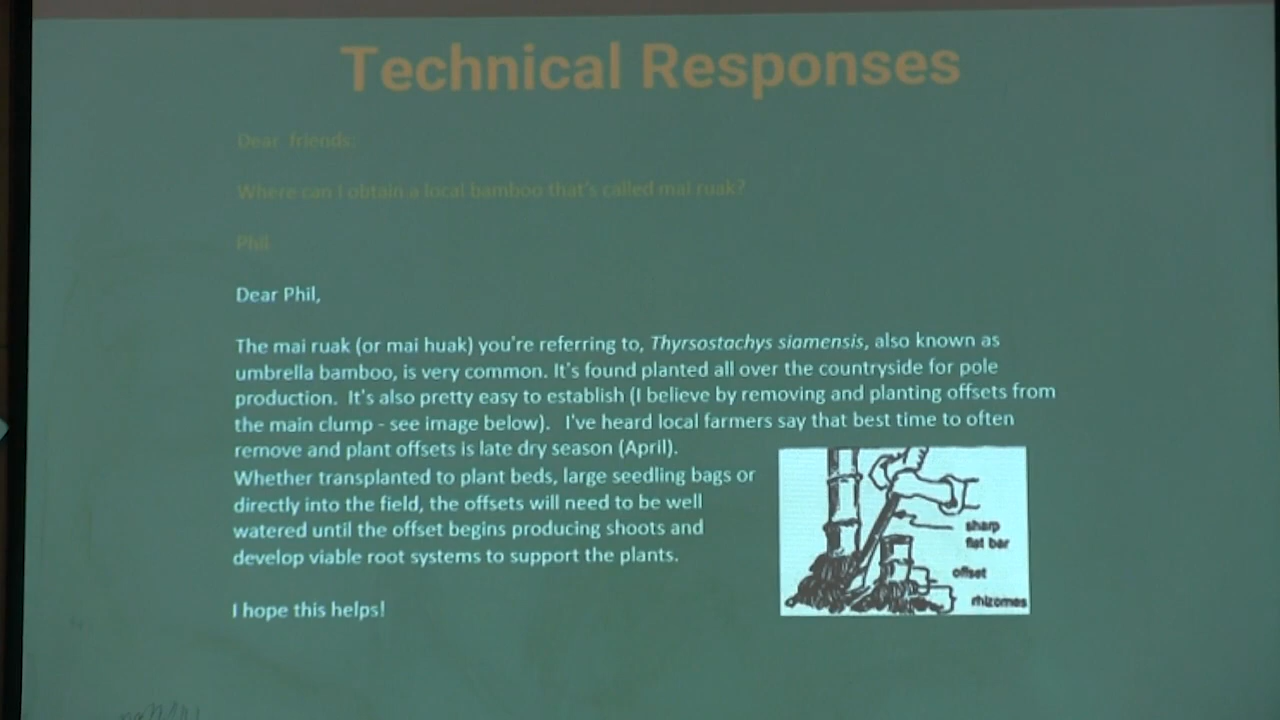 Technical Responses
Dear friends:
Where can I obtain a local bamboo that's called mai ruak?
Phil
Dear Phil,
The mai ruak (or mai huak) you're referring to, Thyrsostachys siamensis, also known as
umbrella bamboo, is very common. It's found planted all over the countryside for pole
production. It's also pretty easy to establish (I believe by removing and planting offsets from
the main clump - see image below). I've heard local farmers say that best time to often
remove and plant offsets is late dry season (April).
Whether transplanted to plant beds, large seedling bags or
directly into the field, the offsets will need to be well
watered until the offset begins producing shoots and
develop viable root systems to support the plants.
I hope this helps!
sharp
flat bar
offset
rhizomes